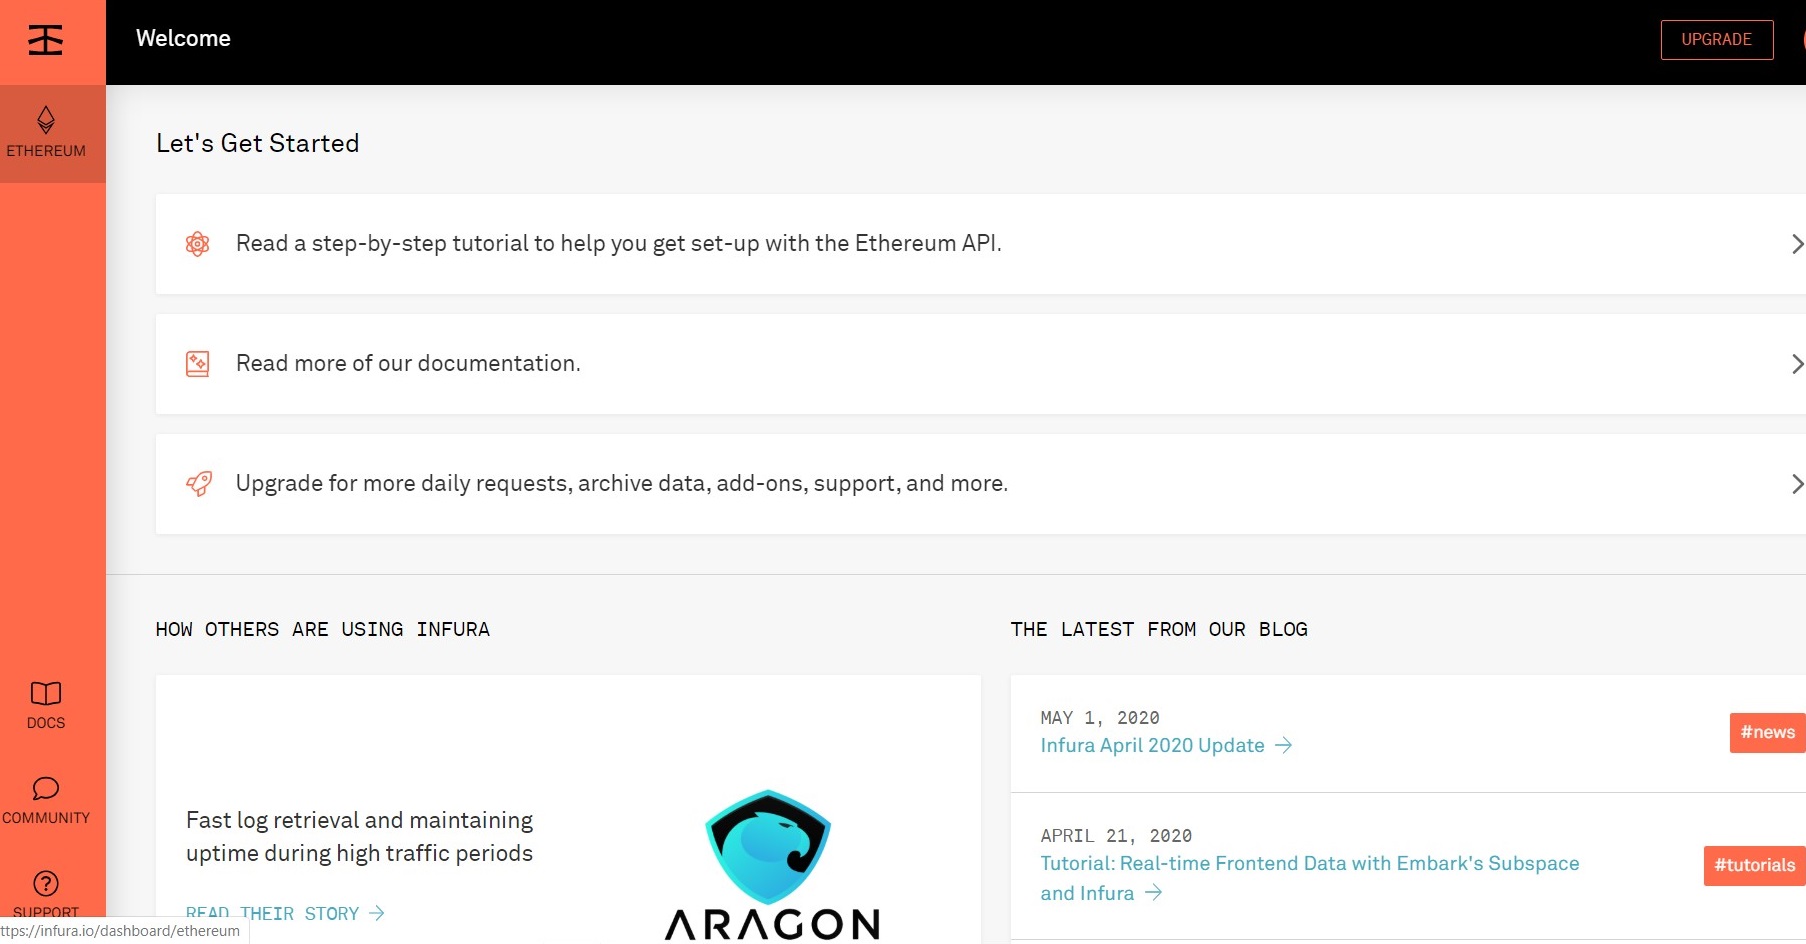 Welcome
UPGRADE
ETHEREUM
Let's Get Started
Read a step-by-step tutorial to help you get set-up with the Ethereum API.
Read more of our documentation.
Upgrade for more daily requests, archive data, add-ons, support, and more.
HOW OTHERS ARE USING INFURA
Fast log retrieval and maintaining
uptime during high traffic periods
READ THEIR STORY
ARAGON
THE LATEST FROM OUR BLOG
MAY 1, 2020
Infura April 2020 Update
#news
APRIL 21, 2020
Tutorial: Real-time Frontend Data with Embark's Subspace
and Infura
#tutorials
DOCS
COMMUNITY
SUPPORT
ttps://infura.io/dashboard/ethereum